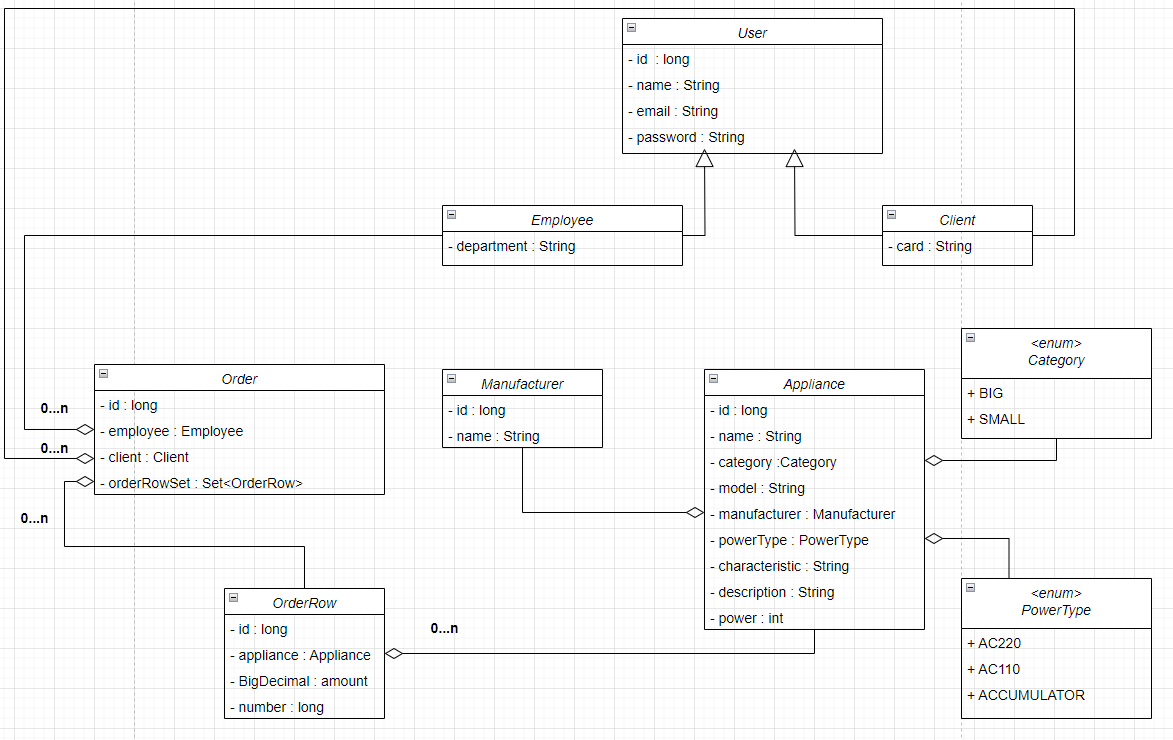 User
- id  : long
- name : String
- email : String
- password : String
Employee
- department : String
Client
- card : String
Order
- id : long
- employee : Employee
- client : Client
- orderRowSet : Set<OrderRow>
0...n
0...n
0...n
Manufacturer
- id : long
- name : String
Appliance
- id : long
- name : String
- category :Category
- model : String
- manufacturer : Manufacturer
- powerType : PowerType
- characteristic : String
- description : String
- power : int
<enum>
Category
+ BIG
+ SMALL
OrderRow
- id : long
- appliance : Appliance
- BigDecimal : amount
- number : long
0...n
<enum>
PowerType
+ AC220
+ AC110
+ ACCUMULATOR